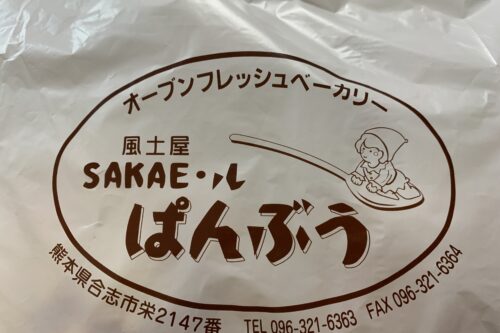 オーブンフレッシュベーカリー
風土屋
SAKAE・ル
ぱんぶう
熊本県合志市栄2147番 TEL 096-321-6363 FAX 096-321-6364